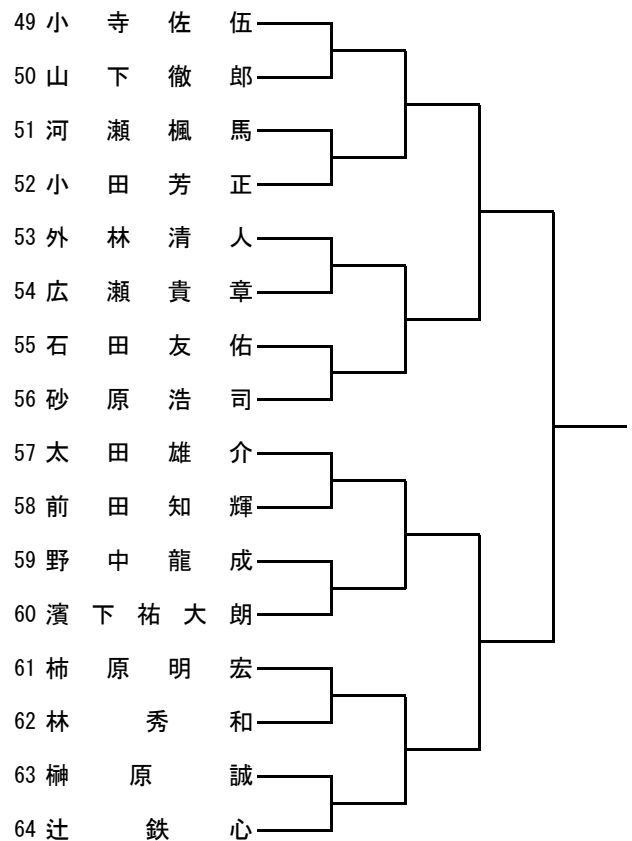 49 小寺佐伍
50 山下徹郎
51 河瀬楓馬
52 小田芳正
53 外林清人
54 広瀬貴章
55 石田友佑
56 砂原浩司
57 太田雄介
58 前田知輝
59 野中龍成
60 濱下祐大朗
61 柿原明宏
62 林秀和
63 榊原誠
64 辻鉄心